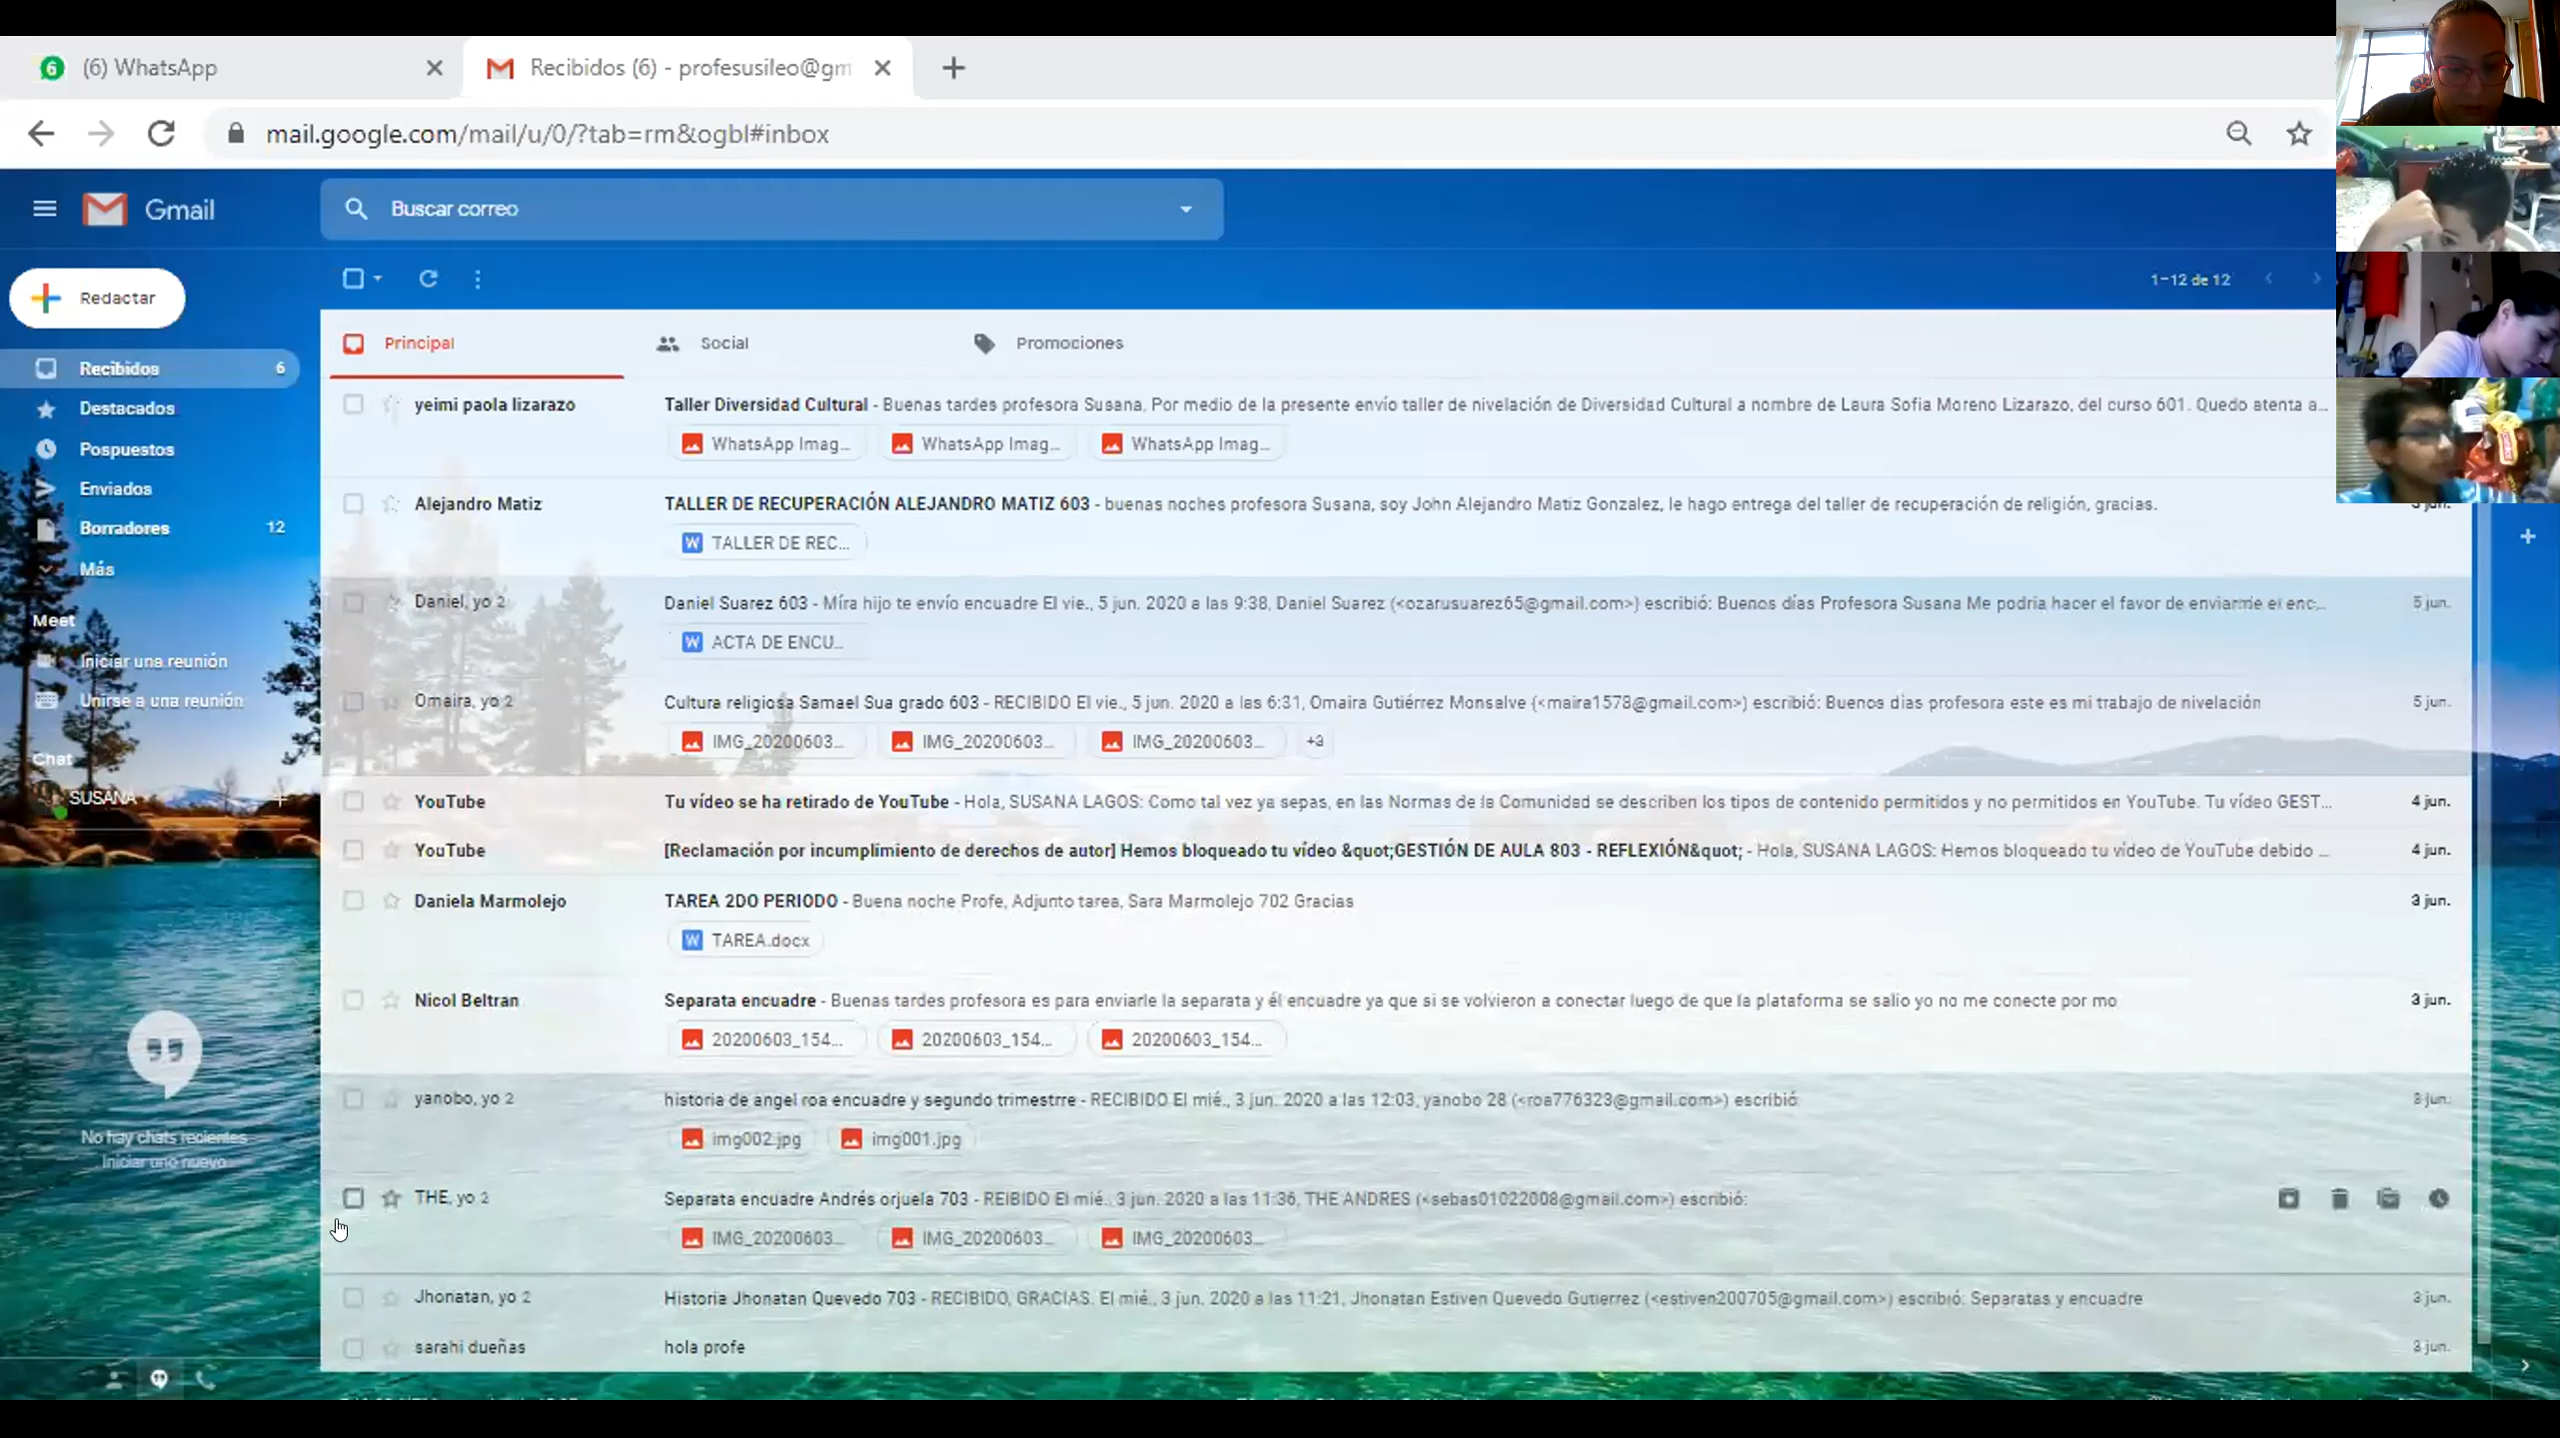 (6) WhatsApp
Recibidos (6) - profesusileo@gm
mail.google.com/mail/u/0/?tab=rm&ogbl#inbox
Gmail
Buscar correo
Redactar
1–12 de 12
Recibidos 6
Destacados
Pospuestos
Enviados
Borradores 12
Más
Meet
Iniciar una reunión
Unirse a una reunión
Chat
SUSANA
No hay chats recientes
Iniciar uno nuevo
Principal Social Promociones
yeimi paola lizarazo Taller Diversidad Cultural - Buenas tardes profesora Susana, Por medio de la presente envío taller de nivelación de Diversidad Cultural a nombre de Laura Sofia Moreno Lizarazo, del curso 601. Quedo atenta a...
WhatsApp Imag... WhatsApp Imag... WhatsApp Imag...
Alejandro Matiz TALLER DE RECUPERACIÓN ALEJANDRO MATIZ 603 - buenas noches profesora Susana, soy John Alejandro Matiz Gonzalez, le hago entrega del taller de recuperación de religión, gracias.
TALLER DE REC...
Daniel, yo 2 Daniel Suarez 603 - Míra hijo te envío encuadre El vie., 5 jun. 2020 a las 9:38, Daniel Suarez (<ozarusuarez65@gmail.com>) escribió: Buenos días Profesora Susana Me podria hacer el favor de enviarme el enc... 5 jun.
ACTA DE ENCU...
Omaira, yo 2 Cultura religiosa Samael Sua grado 603 - RECIBIDO El vie., 5 jun. 2020 a las 6:31, Omaira Gutiérrez Monsalve (<maira1578@gmail.com>) escribió: Buenos días profesora este es mi trabajo de nivelación 5 jun.
IMG_20200603... IMG_20200603... IMG_20200603... +3
YouTube Tu vídeo se ha retirado de YouTube - Hola, SUSANA LAGOS: Como tal vez ya sepas, en las Normas de la Comunidad se describen los tipos de contenido permitidos y no permitidos en YouTube. Tu vídeo GEST... 4 jun.
YouTube [Reclamación por incumplimiento de derechos de autor] Hemos bloqueado tu vídeo &quot;GESTIÓN DE AULA 803 - REFLEXIÓN&quot; - Hola, SUSANA LAGOS: Hemos bloqueado tu vídeo de YouTube debido ... 4 jun.
Daniela Marmolejo TAREA 2DO PERIODO - Buena noche Profe, Adjunto tarea, Sara Marmolejo 702 Gracias 3 jun.
TAREA.docx
Nicol Beltran Separata encuadre - Buenas tardes profesora es para enviarle la separata y él encuadre ya que si se volvieron a conectar luego de que la plataforma se salio yo no me conecte por mo 3 jun.
20200603_154... 20200603_154... 20200603_154...
yanobo, yo 2 historia de angel roa encuadre y segundo trimestrre - RECIBIDO El mié., 3 jun. 2020 a las 12:03, yanobo 28 (<roa776323@gmail.com>) escribió 3 jun.
img002.jpg img001.jpg
THE, yo 2 Separata encuadre Andrés orjuela 703 - REIBIDO El mié., 3 jun. 2020 a las 11:36, THE ANDRES (<sebas01022008@gmail.com>) escribió:
IMG_20200603... IMG_20200603... IMG_20200603...
Jhonatan, yo 2 Historia Jhonatan Quevedo 703 - RECIBIDO, GRACIAS. El mié., 3 jun. 2020 a las 11:21, Jhonatan Estiven Quevedo Gutierrez (<estiven200705@gmail.com>) escribió: Separatas y encuadre 3 jun.
sarahi dueñas hola profe 3 jun.